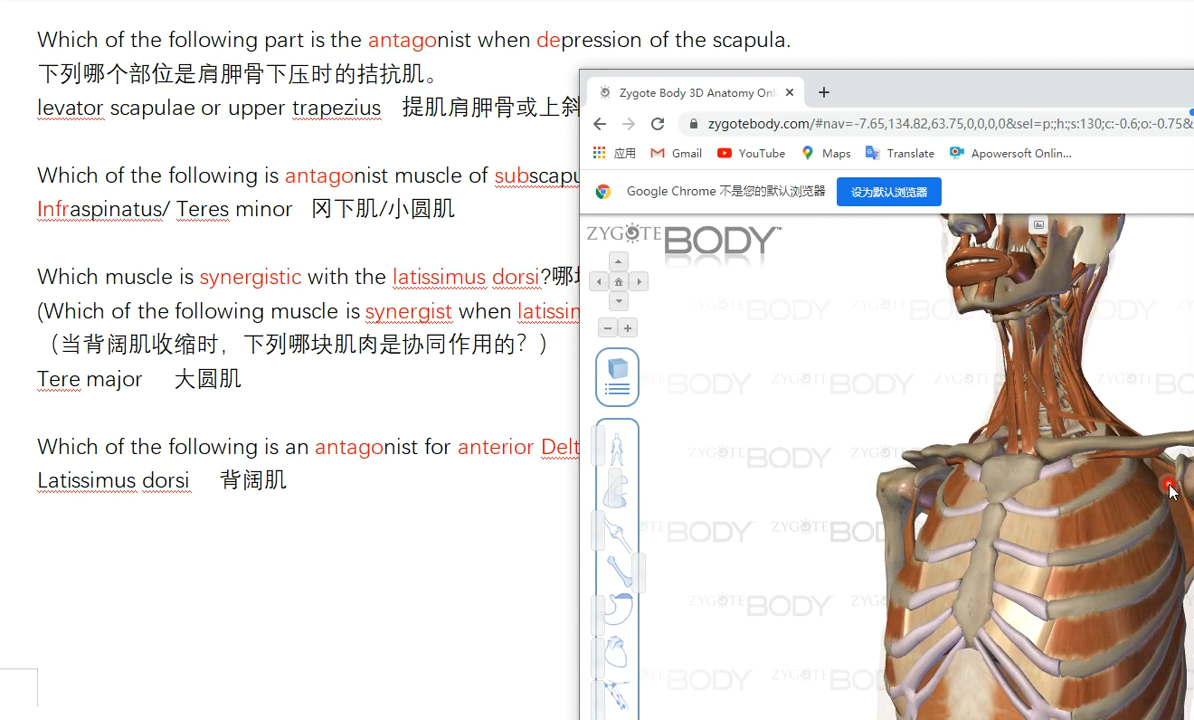 Which of the following part is the antagonist when depression of the scapula.
下列哪个部位是肩胛骨下压时的拮抗肌。
levator scapulae or upper trapezius 提肌肩胛骨或上斜
Which of the following is antagonist muscle of subscapu
Infraspinatus/ Teres minor 冈下肌/小圆肌
Which muscle is synergistic with the latissimus dorsi?哪块
(Which of the following muscle is synergist when latissim
（当背阔肌收缩时，下列哪块肌肉是协同作用的？）
Tere major 大圆肌
Which of the following is an antagonist for anterior Delt
Latissimus dorsi 背阔肌
Zygote Body 3D Anatomy Onl
zygotebody.com/#nav=-7.65,134.82,63.75,0,0,0,0&sel=p:;h:;s:130;c:-0.6;o:-0.75&
应用 Gmail YouTube Maps Translate Apowersoft Onlin...
Google Chrome 不是您的默认浏览器 设为默认浏览器
ZYGOTE BODY™